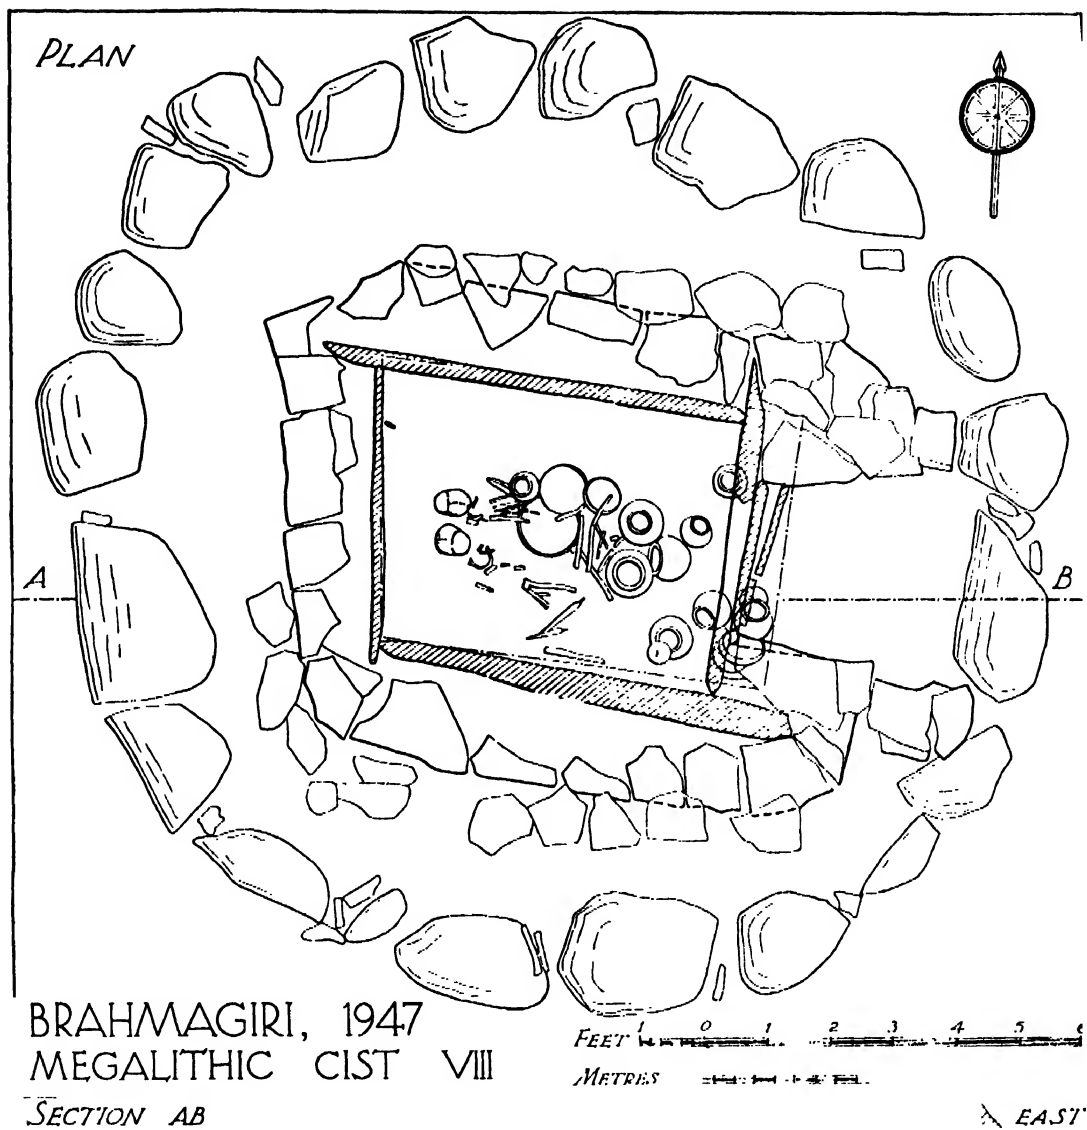 PLAN
A
B
BRAHMAGIRI, 1947
MEGALITHIC CIST VIII
FEET 1 0 1 2 3 4 5
METRES
SECTION AB
EAST